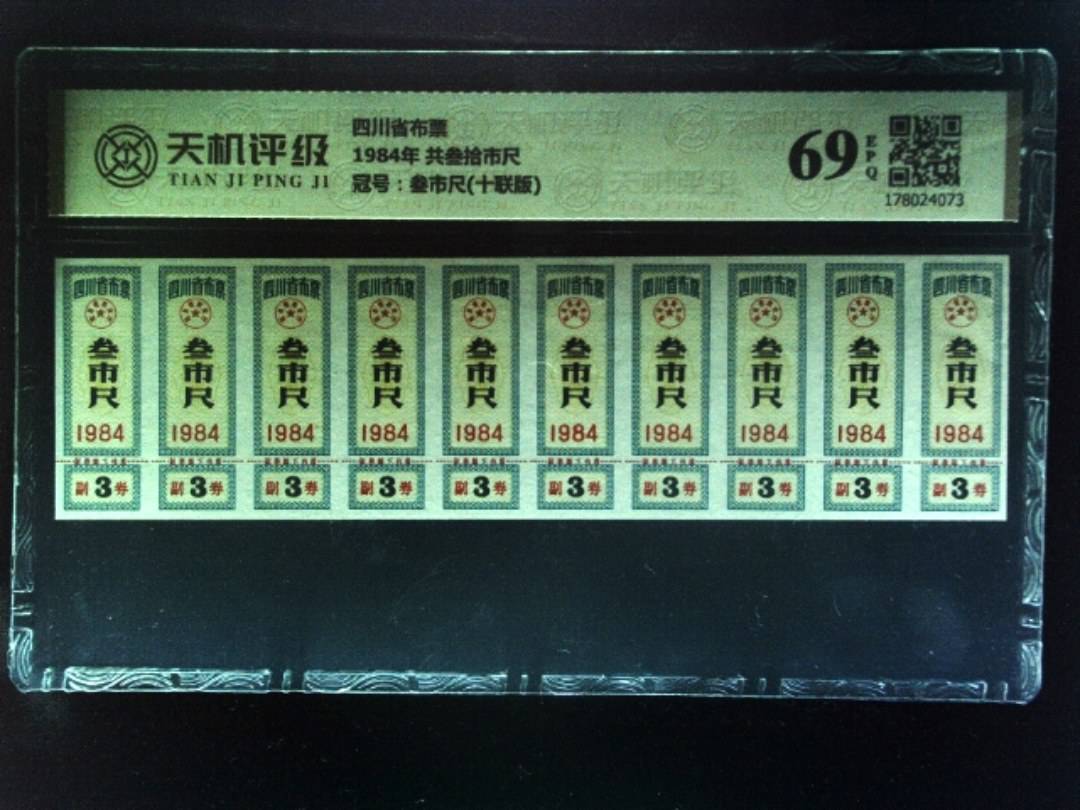 天机评级
TIAN JI PING JI
四川省布票
1984年 共叁拾市尺
冠号：叁市尺(十联版)
69
EPQ
178024073
四川省布票 四川省布票 四川省布票 四川省布票 四川省布票 四川省布票 四川省布票 四川省布票 四川省布票 四川省布票
叁市尺 叁市尺 叁市尺 叁市尺 叁市尺 叁市尺 叁市尺 叁市尺 叁市尺 叁市尺
1984 1984 1984 1984 1984 1984 1984 1984 1984 1984
副3券 副3券 副3券 副3券 副3券 副3券 副3券 副3券 副3券 副3券